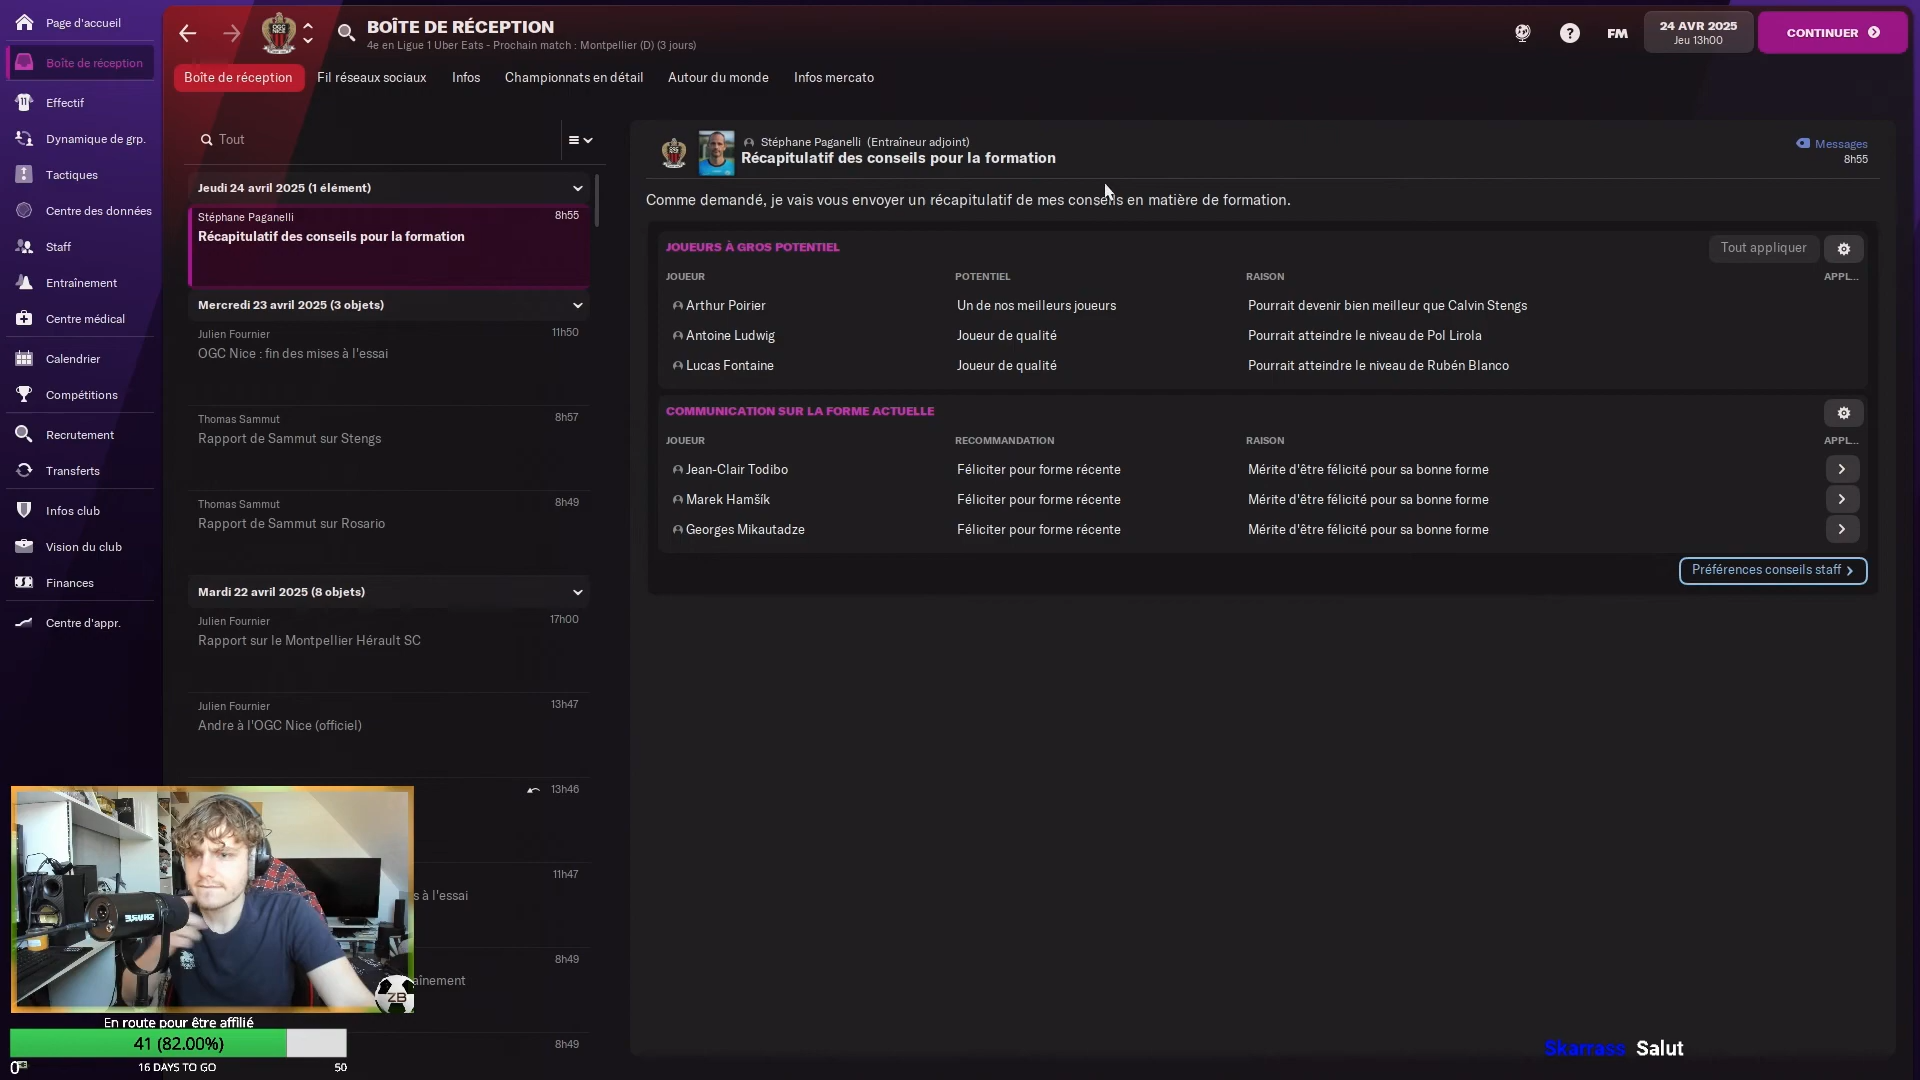 Page d'accueil
Boîte de réception
Effectif
Dynamique de grp.
Tactiques
Centre des données
Staff
Entraînement
Centre médical
Calendrier
Compétitions
Recrutement
Transferts
Infos club
Vision du club
Finances
Centre d'appr.
BOÎTE DE RÉCEPTION
4e en Ligue 1 Uber Eats - Prochain match : Montpellier (D) (3 jours)
FM
24 AVR 2025
Jeu 13h00
CONTINUER
Boîte de réception Fil réseaux sociaux Infos Championnats en détail Autour du monde Infos mercato
Tout
Jeudi 24 avril 2025 (1 élément)
Stéphane Paganelli 8h55
Récapitulatif des conseils pour la formation
Mercredi 23 avril 2025 (3 objets)
Julien Fournier 11h50
OGC Nice : fin des mises à l'essai
Thomas Sammut 8h57
Rapport de Sammut sur Stengs
Thomas Sammut 8h49
Rapport de Sammut sur Rosario
Mardi 22 avril 2025 (8 objets)
Julien Fournier 17h00
Rapport sur le Montpellier Hérault SC
Julien Fournier 13h47
Andre à l'OGC Nice (officiel)
13h46
11h47
s à l'essai
8h49
aînement
8h49
Stéphane Paganelli (Entraîneur adjoint)
Récapitulatif des conseils pour la formation
Messages
8h55
Comme demandé, je vais vous envoyer un récapitulatif de mes conseils en matière de formation.
JOUEURS À GROS POTENTIEL Tout appliquer
JOUEUR POTENTIEL RAISON APPL...
Arthur Poirier Un de nos meilleurs joueurs Pourrait devenir bien meilleur que Calvin Stengs
Antoine Ludwig Joueur de qualité Pourrait atteindre le niveau de Pol Lirola
Lucas Fontaine Joueur de qualité Pourrait atteindre le niveau de Rubén Blanco
COMMUNICATION SUR LA FORME ACTUELLE
JOUEUR RECOMMANDATION RAISON APPL...
Jean-Clair Todibo Féliciter pour forme récente Mérite d'être félicité pour sa bonne forme
Marek Hamšík Féliciter pour forme récente Mérite d'être félicité pour sa bonne forme
Georges Mikautadze Féliciter pour forme récente Mérite d'être félicité pour sa bonne forme
Préférences conseils staff
SHURE
ZB
En route pour être affilié
41 (82.00%)
0 16 DAYS TO GO 50
Skarrass Salut